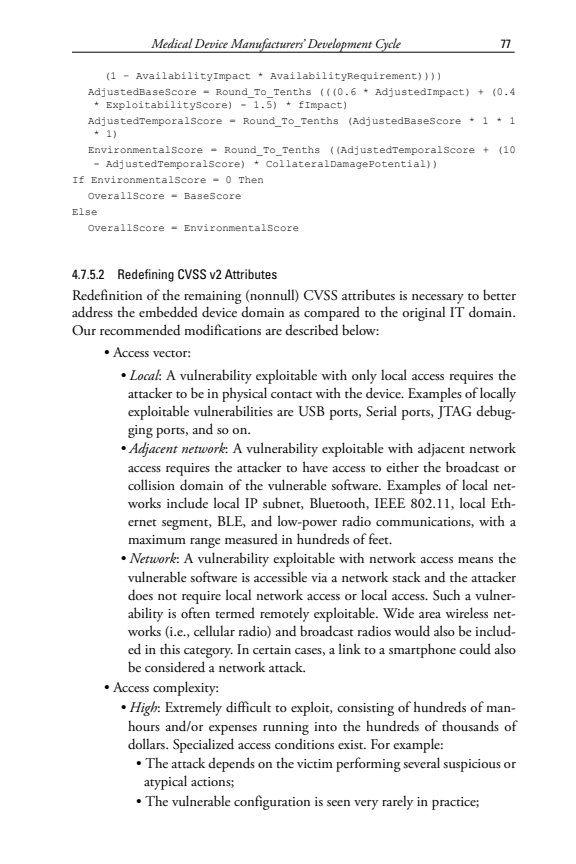 Medical Device Manufacturers' Development Cycle 77
(1 - AvailabilityImpact * AvailabilityRequirement))))
AdjustedBaseScore = Round_To_Tenths (((0.6 * AdjustedImpact) + (0.4
* ExploitabilityScore) - 1.5) * fImpact)
AdjustedTemporalScore = Round_To_Tenths (AdjustedBaseScore * 1 * 1
* 1)
EnvironmentalScore = Round_To_Tenths ((AdjustedTemporalScore + (10
- AdjustedTemporalScore) * CollateralDamagePotential))
If EnvironmentalScore = 0 Then
OverallScore = BaseScore
Else
OverallScore = EnvironmentalScore
4.7.5.2 Redefining CVSS v2 Attributes
Redefinition of the remaining (nonnull) CVSS attributes is necessary to better
address the embedded device domain as compared to the original IT domain.
Our recommended modifications are described below:
• Access vector:
• Local: A vulnerability exploitable with only local access requires the
attacker to be in physical contact with the device. Examples of locally
exploitable vulnerabilities are USB ports, Serial ports, JTAG debug-
ging ports, and so on.
• Adjacent network: A vulnerability exploitable with adjacent network
access requires the attacker to have access to either the broadcast or
collision domain of the vulnerable software. Examples of local net-
works include local IP subnet, Bluetooth, IEEE 802.11, local Eth-
ernet segment, BLE, and low-power radio communications, with a
maximum range measured in hundreds of feet.
• Network: A vulnerability exploitable with network access means the
vulnerable software is accessible via a network stack and the attacker
does not require local network access or local access. Such a vulner-
ability is often termed remotely exploitable. Wide area wireless net-
works (i.e., cellular radio) and broadcast radios would also be includ-
ed in this category. In certain cases, a link to a smartphone could also
be considered a network attack.
• Access complexity:
• High: Extremely difficult to exploit, consisting of hundreds of man-
hours and/or expenses running into the hundreds of thousands of
dollars. Specialized access conditions exist. For example:
• The attack depends on the victim performing several suspicious or
atypical actions;
• The vulnerable configuration is seen very rarely in practice;